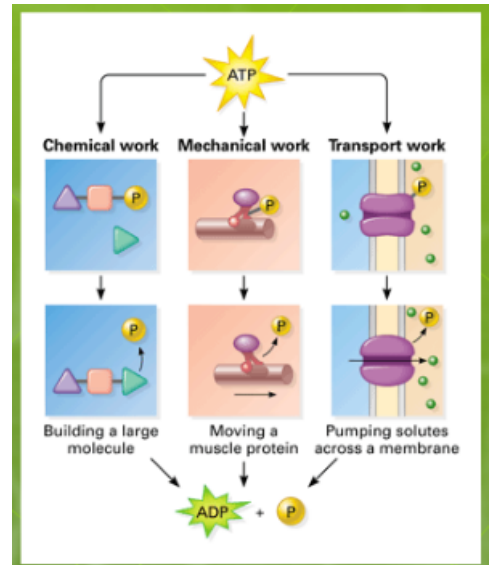 ATP
Chemical work
Mechanical work
Transport work
P
P
P
P
P
P
Building a large
molecule
Moving a
muscle protein
Pumping solutes
across a membrane
ADP + P